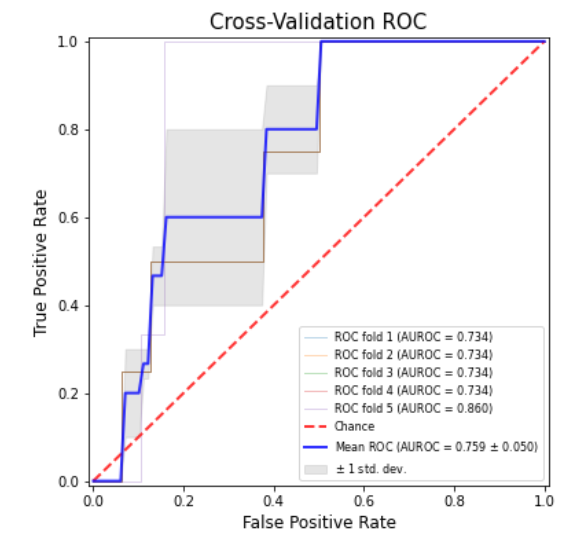 Cross-Validation ROC
1.0
0.8
0.6
0.4
0.2
0.0
True Positive Rate
ROC fold 1 (AUROC = 0.734)
ROC fold 2 (AUROC = 0.734)
ROC fold 3 (AUROC = 0.734)
ROC fold 4 (AUROC = 0.734)
ROC fold 5 (AUROC = 0.860)
Chance
Mean ROC (AUROC = 0.759 ± 0.050)
± 1 std. dev.
0.0 0.2 0.4 0.6 0.8 1.0
False Positive Rate